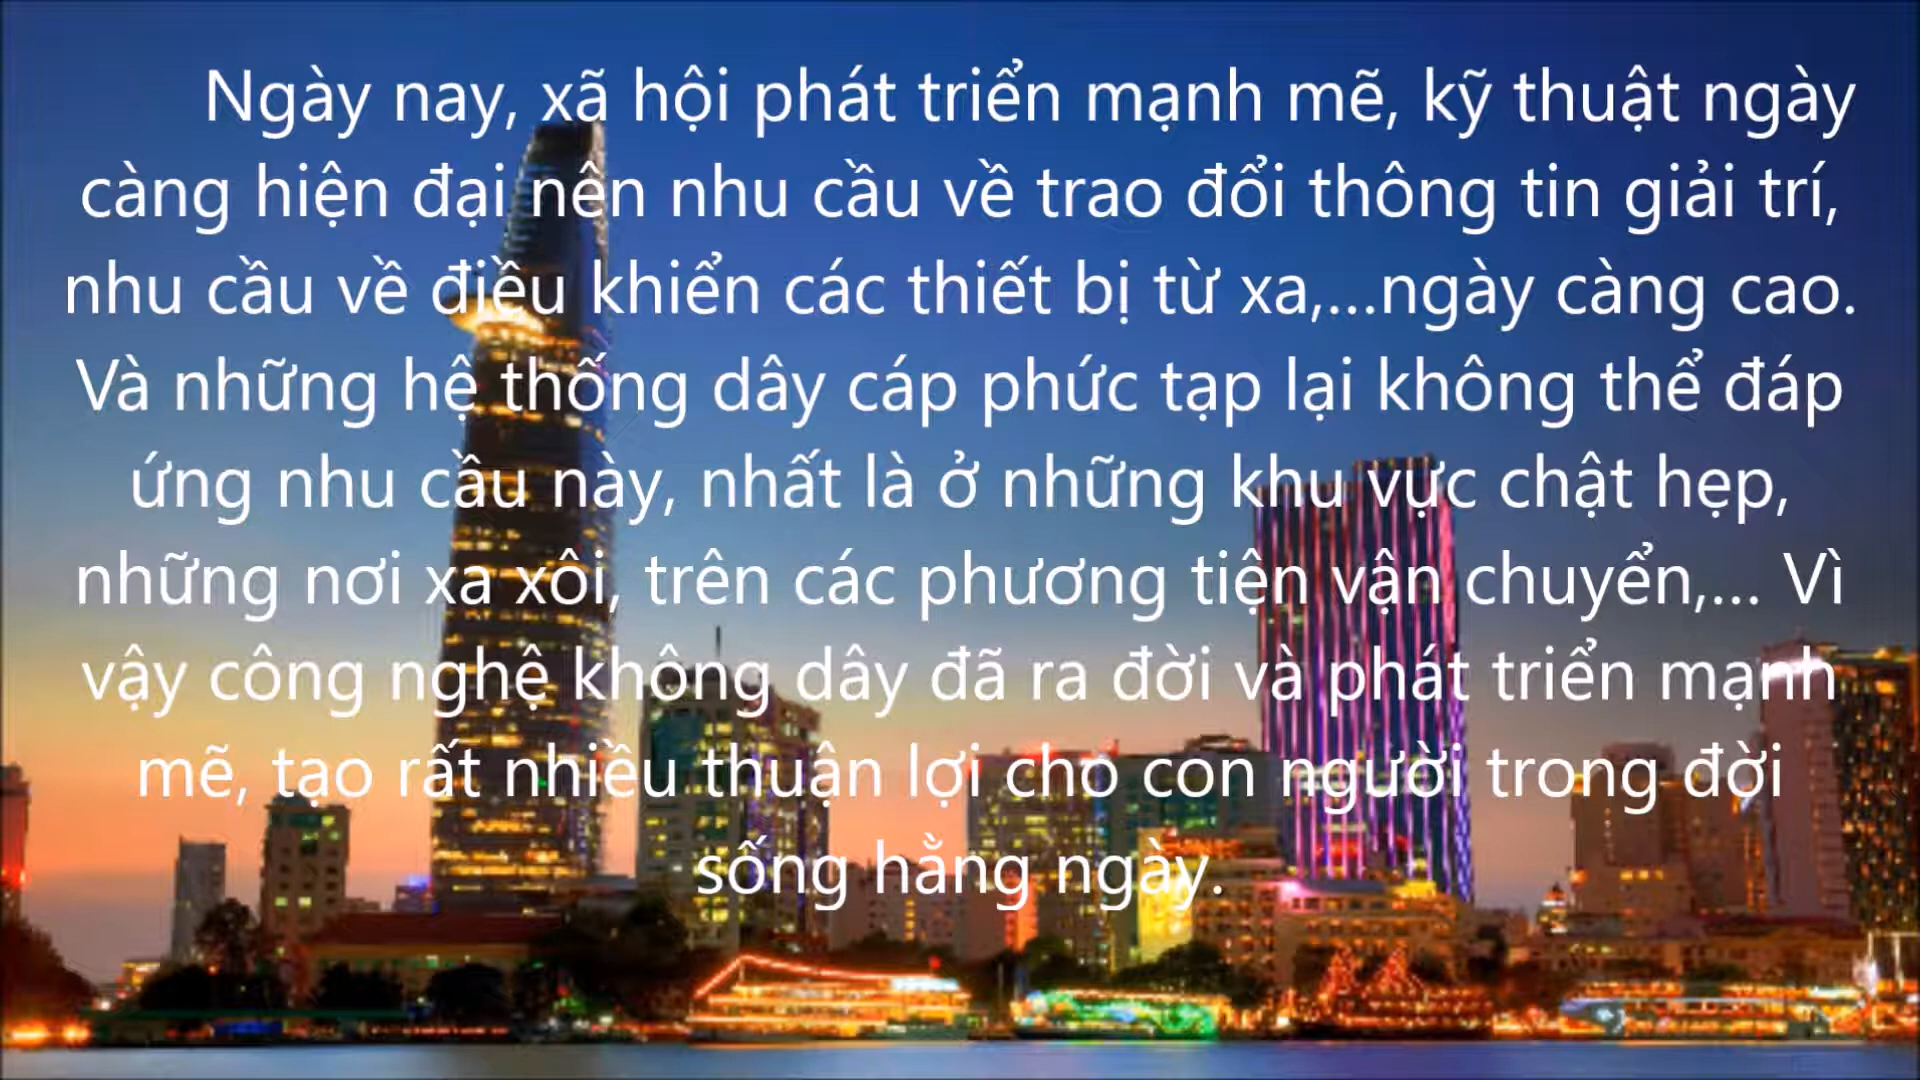 Ngày nay, xã hội phát triển mạnh mẽ, kỹ thuật ngày
càng hiện đại nên nhu cầu về trao đổi thông tin giải trí,
nhu cầu về điều khiển các thiết bị từ xa,...ngày càng cao.
Và những hệ thống dây cáp phức tạp lại không thể đáp
ứng nhu cầu này, nhất là ở những khu vực chật hẹp,
những nơi xa xôi, trên các phương tiện vận chuyển,... Vì
vậy công nghệ không dây đã ra đời và phát triển mạnh
mẽ, tạo rất nhiều thuận lợi cho con người trong đời
sống hằng ngày.